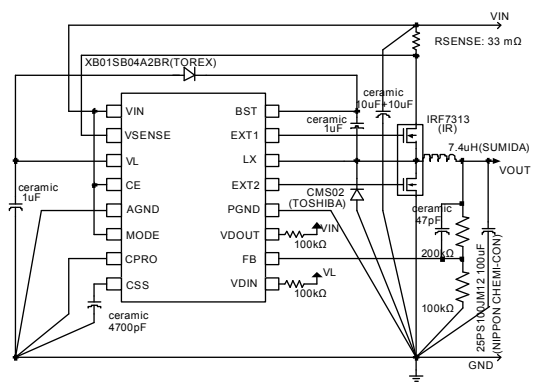 VIN
RSENSE: 33 mΩ
XB01SB04A2BR(TOREX)
ceramic
10uF+10uF
IRF7313
(IR)
ceramic
1uF
7.4uH(SUMIDA)
VOUT
VIN
VSENSE
VL
CE
AGND
MODE
CPRO
CSS
BST
EXT1
LX
EXT2
PGND
VDOUT
FB
VDIN
ceramic
1uF
CMS02
(TOSHIBA)
VIN
100kΩ
VL
100kΩ
ceramic
47pF
200kΩ
100kΩ
25PS100JM12 100uF
(NIPPON CHEMI-CON)
ceramic
4700pF
GND